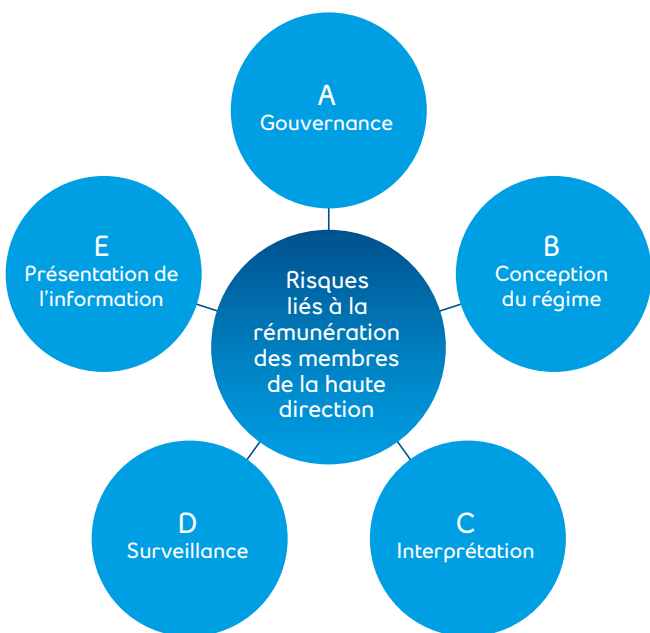 A
Gouvernance
B
Conception
du régime
C
Interprétation
D
Surveillance
E
Présentation de
l'information
Risques
liés à la
rémunération
des membres
de la haute
direction